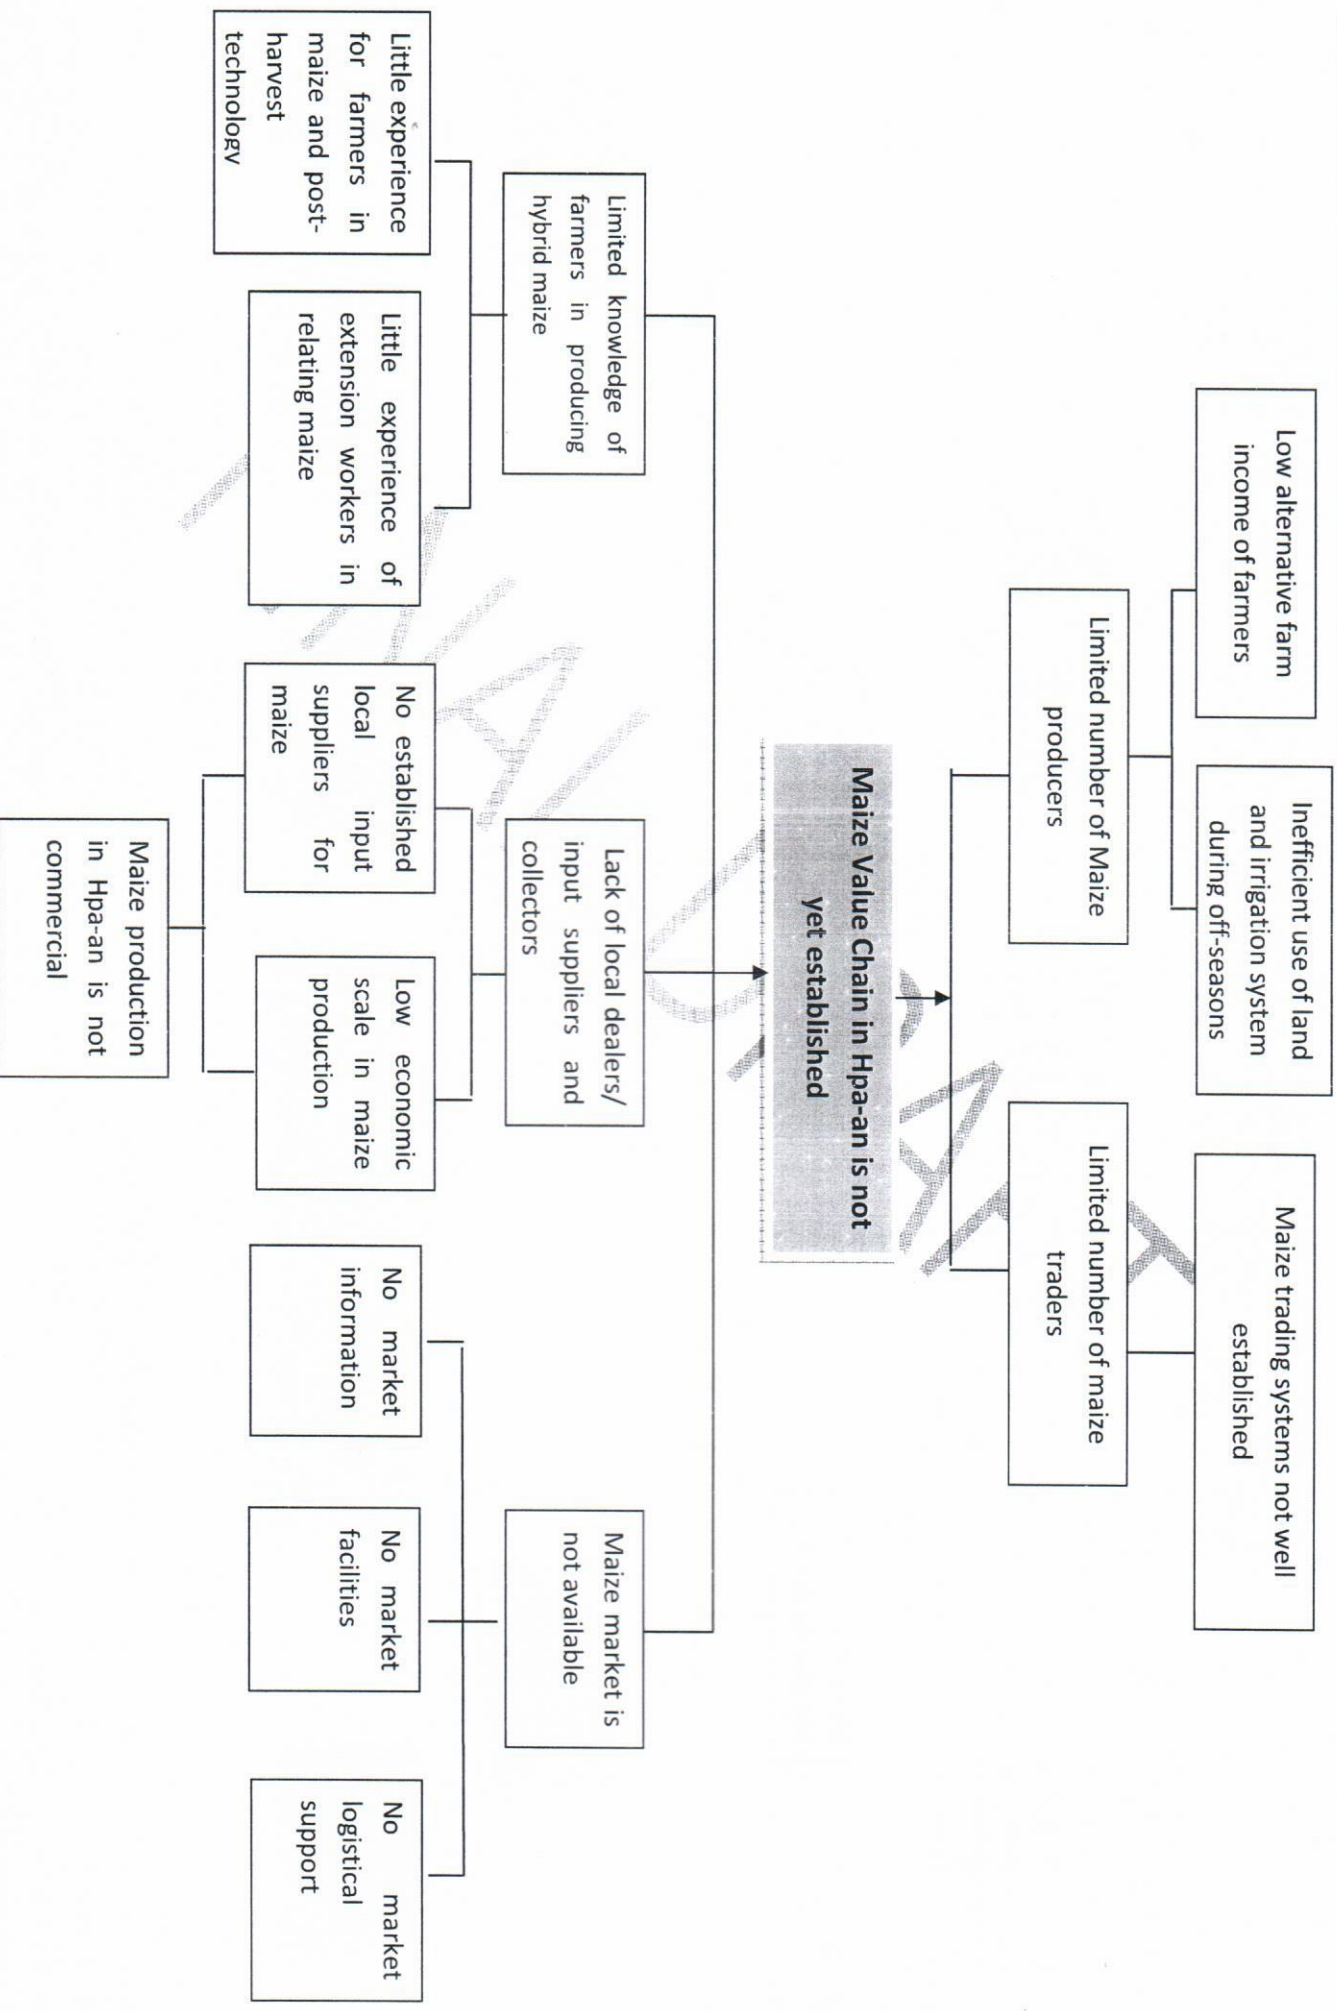 Low alternative farm
income of farmers
Inefficient use of land
and irrigation system
during off-seasons
Maize trading systems not well
established
Limited number of Maize
producers
Limited number of maize
traders
Maize Value Chain in Hpa-an is not
yet established
Limited knowledge of
farmers in producing
hybrid maize
Lack of local dealers/
input suppliers and
collectors
Maize market is
not available
Little experience
for farmers in
maize and post-
harvest
technology
Little experience of
extension workers in
relating maize
No established
local input
suppliers for
maize
Low economic
scale in maize
production
No market
information
No market
facilities
No market
logistical
support
Maize production
in Hpa-an is not
commercial